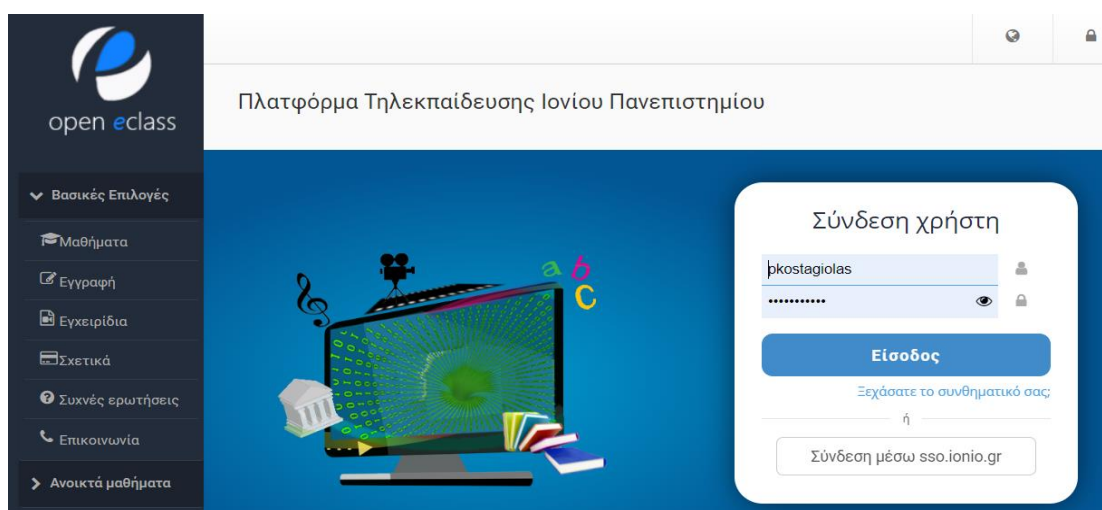 open eclass
Πλατφόρμα Τηλεκπαίδευσης Ιονίου Πανεπιστημίου
Βασικές Επιλογές
Μαθήματα
Εγγραφή
Εγχειρίδια
Σχετικά
Συχνές ερωτήσεις
Επικοινωνία
Ανοικτά μαθήματα
a b
c
Σύνδεση χρήστη
pkostagiolas
•••••••••••
Είσοδος
Ξεχάσατε το συνθηματικό σας;
ή
Σύνδεση μέσω sso.ionio.gr